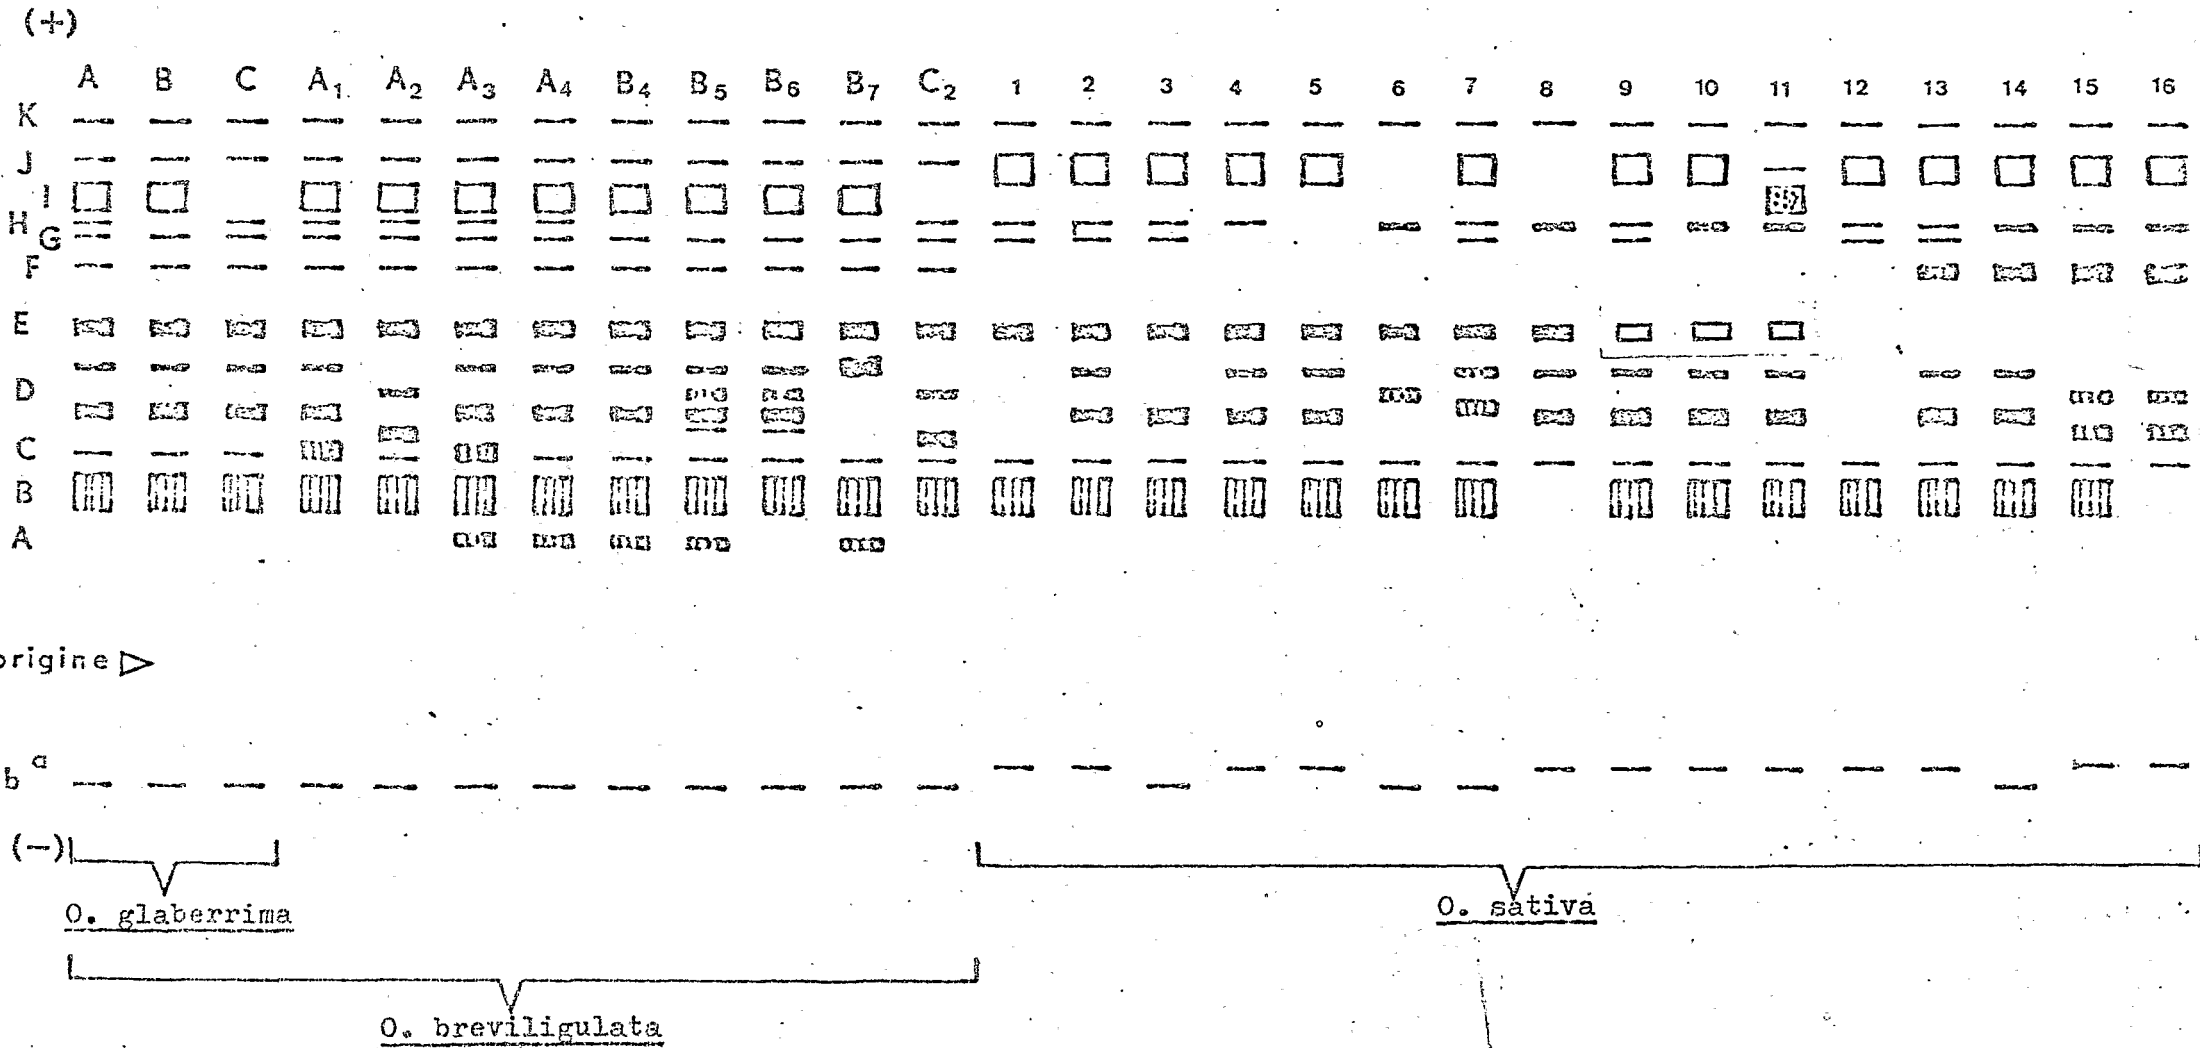 (+)
A B C A1 A2 A3 A4 B4 B5 B6 B7 C2 1 2 3 4 5 6 7 8 9 10 11 12 13 14 15 16
K
J
I
H
G
F
E
D
C
B
A
origine
a
b
(-)
O. glaberrima
O. sativa
O. breviligulata